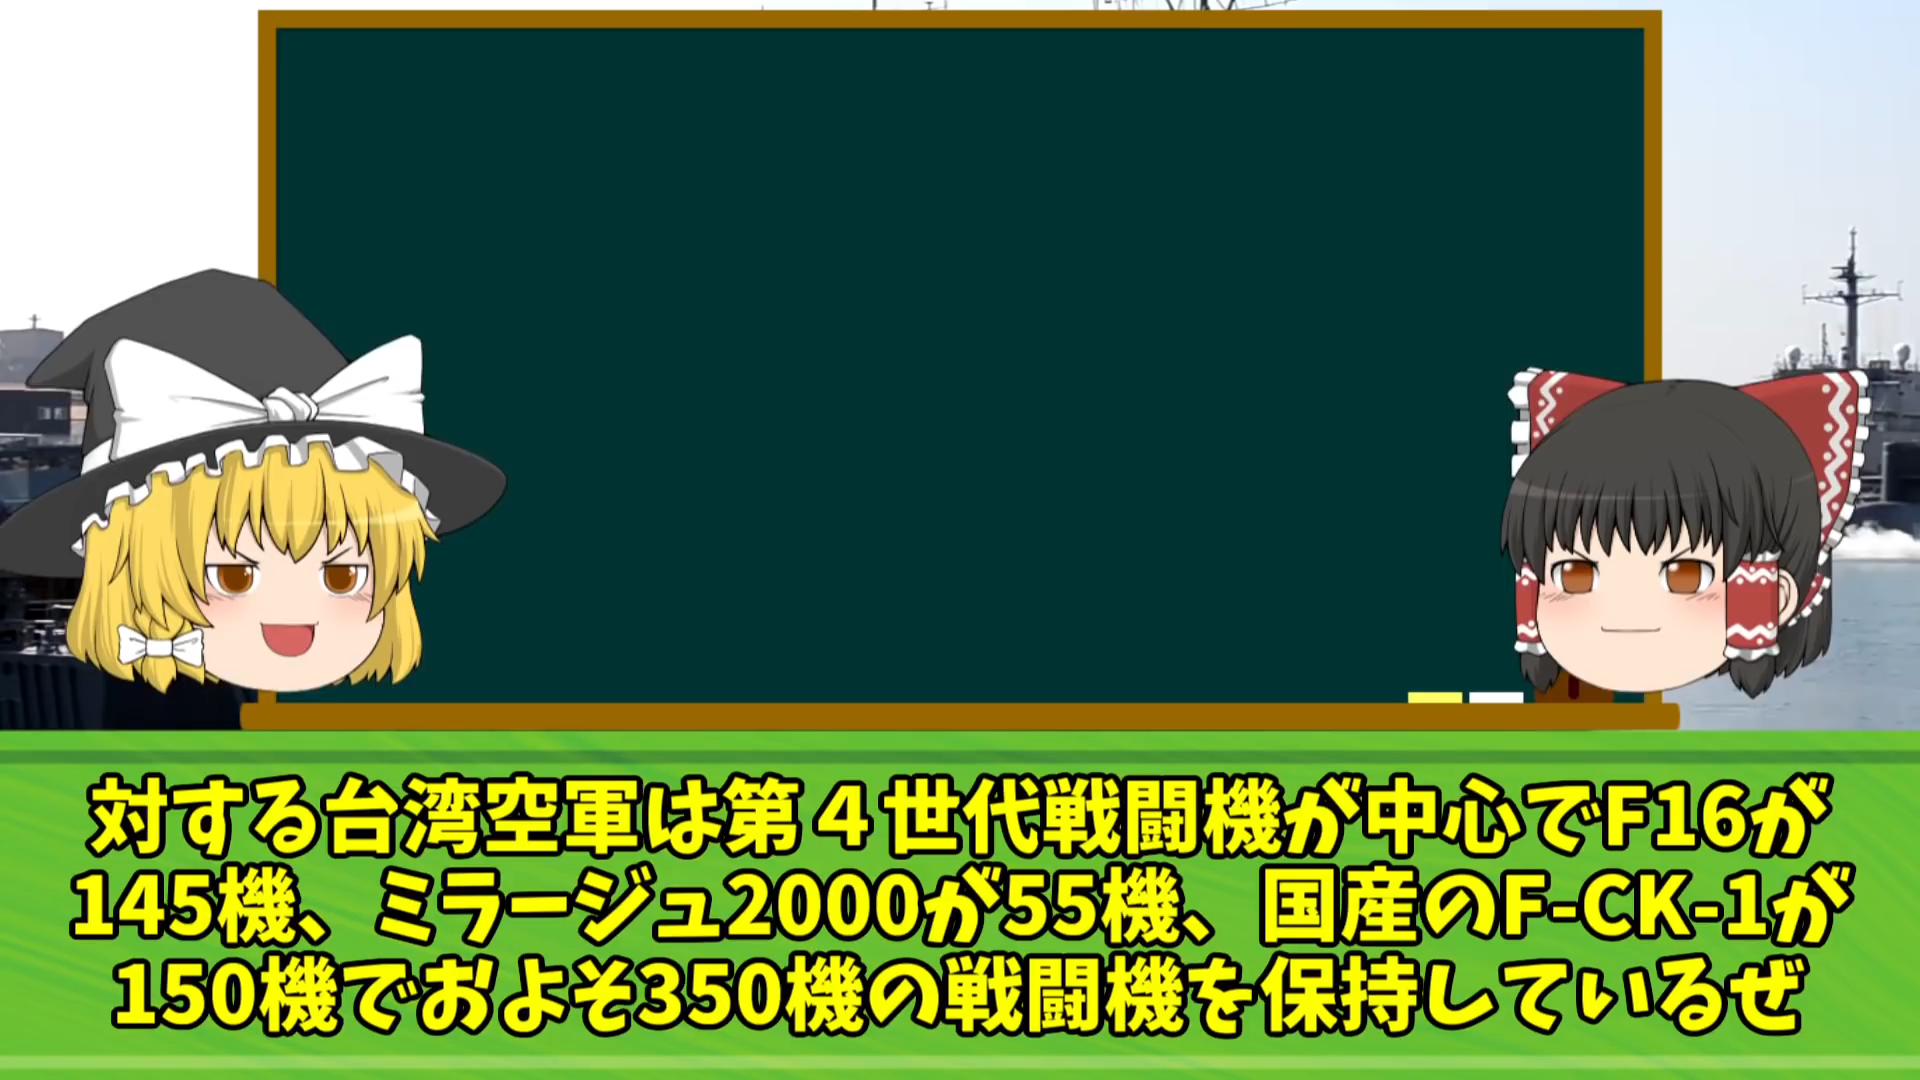 対する台湾空軍は第４世代戦闘機が中心でF16が
145機、ミラージュ2000が55機、国産のF-CK-1が
150機でおよそ350機の戦闘機を保持しているぜ